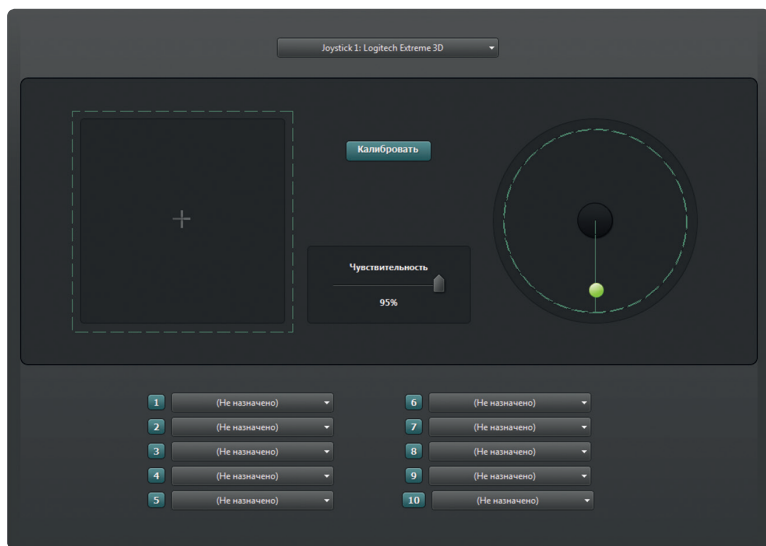 Joystick 1: Logitech Extreme 3D
Калибровать
Чувствительность
95%
1 (Не назначено) 6 (Не назначено)
2 (Не назначено) 7 (Не назначено)
3 (Не назначено) 8 (Не назначено)
4 (Не назначено) 9 (Не назначено)
5 (Не назначено) 10 (Не назначено)